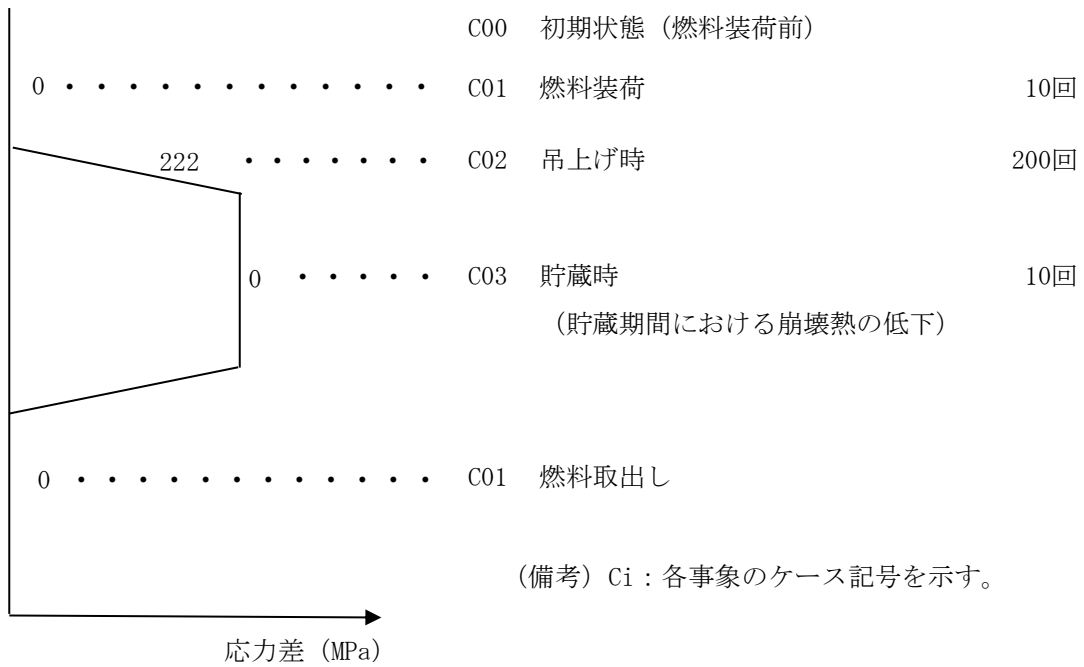 C00 初期状態（燃料装荷前）
0 ・・・・・・・・・・・・ C01 燃料装荷 10回
222 ・・・・・・・ C02 吊上げ時 200回
0 ・・・・・ C03 貯蔵時 10回
（貯蔵期間における崩壊熱の低下）
0 ・・・・・・・・・・・・ C01 燃料取出し
（備考）Ci：各事象のケース記号を示す。
応力差（MPa）